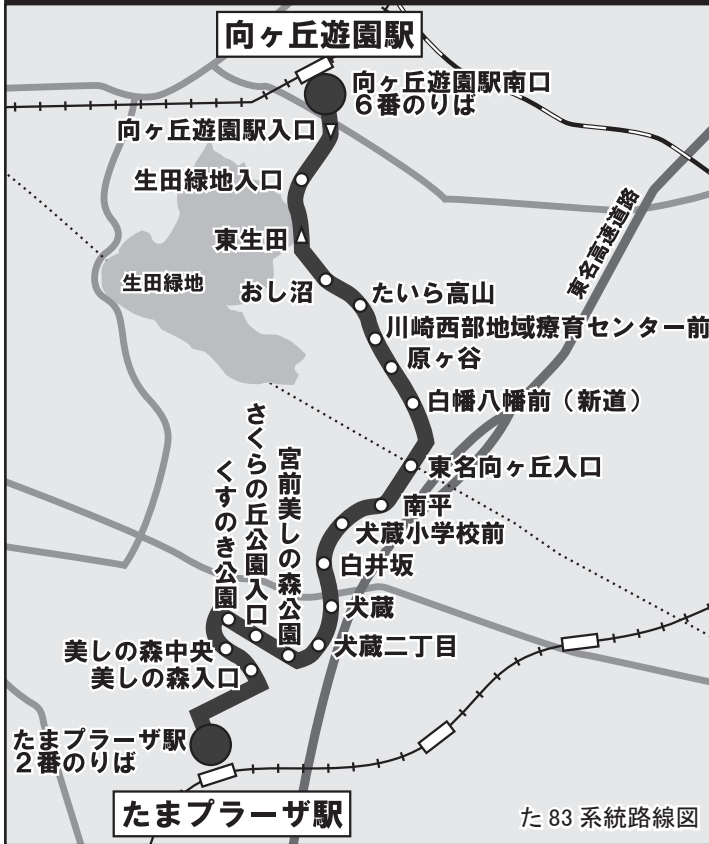 向ヶ丘遊園駅
向ヶ丘遊園駅南口
6番のりば
向ヶ丘遊園駅入口
生田緑地入口
東生田
生田緑地
おし沼
たいら高山
川崎西部地域療育センター前
原ヶ谷
白幡八幡前(新道)
東名高速道路
東名向ヶ丘入口
南平
犬蔵小学校前
白井坂
犬蔵
犬蔵二丁目
宮前美しの森公園
さくらの丘公園入口
くすのき公園
美しの森中央
美しの森入口
たまプラーザ駅
2番のりば
たまプラーザ駅
た83系統路線図